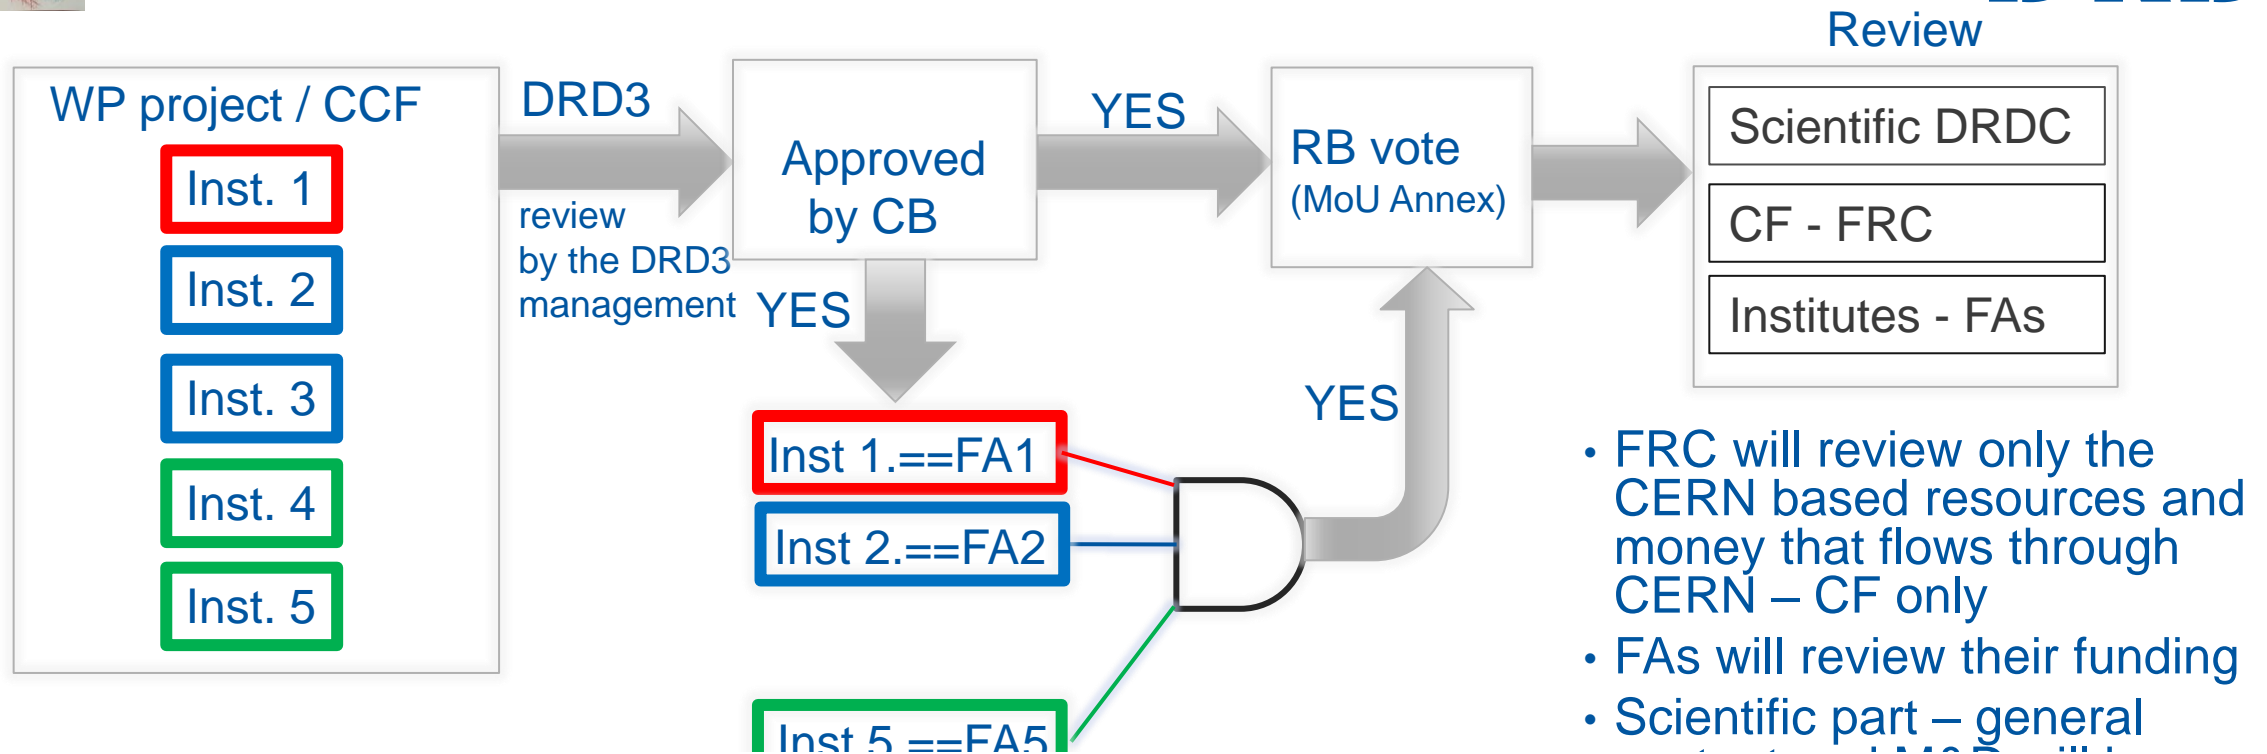 Review
WP project / CCF
Inst. 1
Inst. 2
Inst. 3
Inst. 4
Inst. 5
DRD3
review
by the DRD3
management
Approved
by CB
YES
YES
Inst 1.==FA1
Inst 2.==FA2
Inst 5.==FA5
YES
RB vote
(MoU Annex)
Scientific DRDC
CF - FRC
Institutes - FAs
• FRC will review only the
CERN based resources and
money that flows through
CERN – CF only
• FAs will review their funding
• Scientific part – general